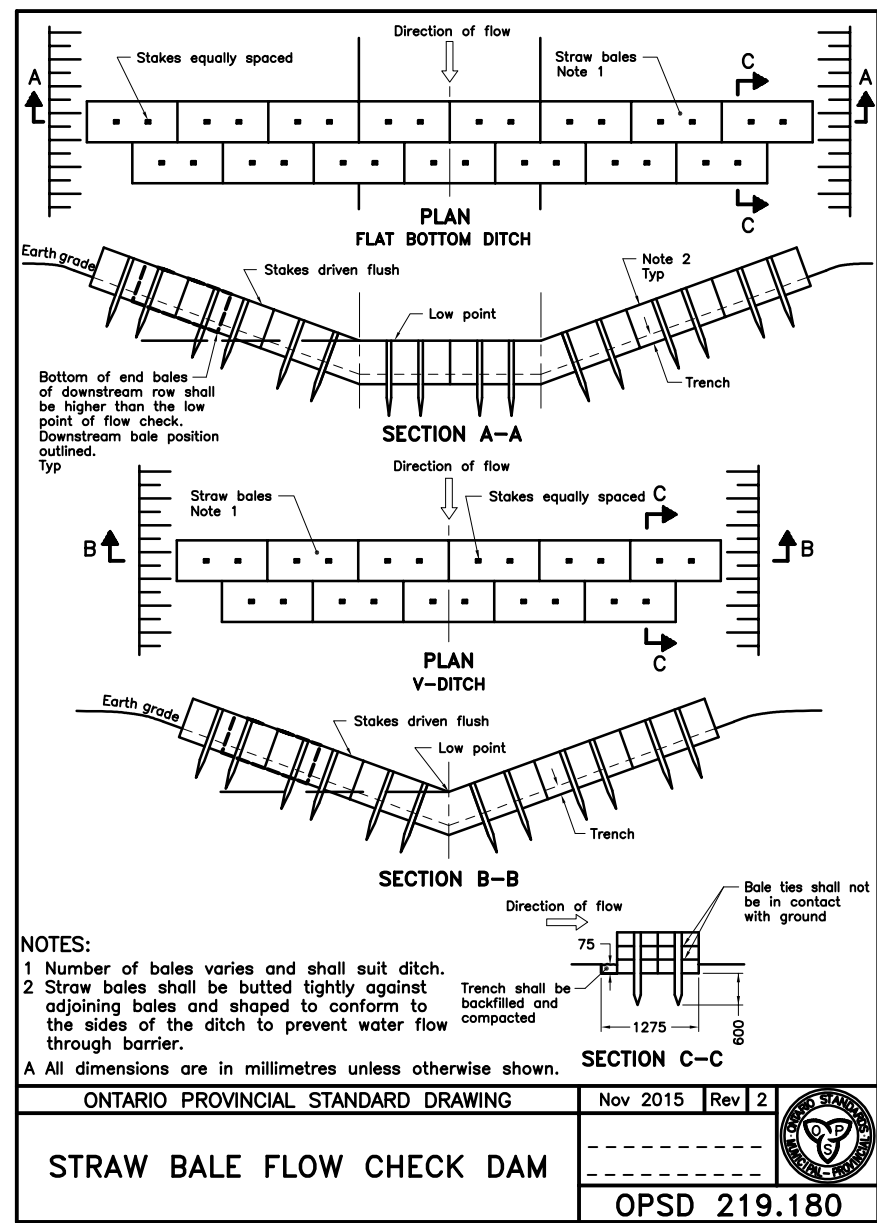 Direction of flow
Stakes equally spaced
Straw bales
Note 1
C
A
A
C
PLAN
FLAT BOTTOM DITCH
Earth grade
Stakes driven flush
Note 2
Typ
Low point
Trench
Bottom of end bales
of downstream row shall
be higher than the low
point of flow check.
Downstream bale position
outlined.
Typ
SECTION A-A
Direction of flow
Straw bales
Note 1
Stakes equally spaced
C
B
B
C
PLAN
V-DITCH
Earth grade
Stakes driven flush
Low point
Trench
SECTION B-B
Direction of flow
Bale ties shall not
be in contact
with ground
75
Trench shall be
backfilled and
compacted
1275
600
SECTION C-C
NOTES:
1 Number of bales varies and shall suit ditch.
2 Straw bales shall be butted tightly against
adjoining bales and shaped to conform to
the sides of the ditch to prevent water flow
through barrier.
A All dimensions are in millimetres unless otherwise shown.
ONTARIO PROVINCIAL STANDARD DRAWING
Nov 2015 Rev 2
ONTARIO STANDARDS
OPS
MUNICIPAL-PROVINCIAL
STRAW BALE FLOW CHECK DAM
OPSD 219.180